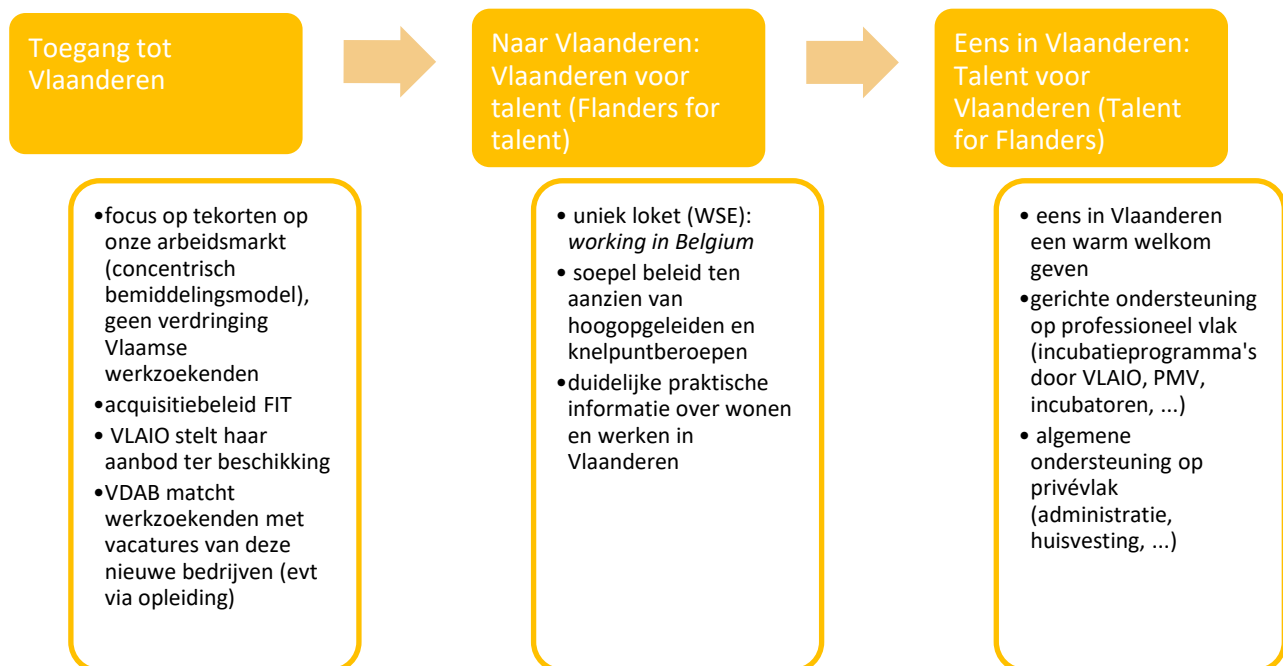 Toegang tot
Vlaanderen
•focus op tekorten op
onze arbeidsmarkt
(concentrisch
bemiddelingsmodel),
geen verdringing
Vlaamse
werkzoekenden
•acquisitiebeleid FIT
• VLAIO stelt haar
aanbod ter beschikking
•VDAB matcht
werkzoekenden met
vacatures van deze
nieuwe bedrijven (evt
via opleiding)
Naar Vlaanderen:
Vlaanderen voor
talent (Flanders for
talent)
• uniek loket (WSE):
working in Belgium
• soepel beleid ten
aanzien van
hoogopgeleiden en
knelpuntberoepen
•duidelijke praktische
informatie over wonen
en werken in
Vlaanderen
Eens in Vlaanderen:
Talent voor
Vlaanderen (Talent
for Flanders)
• eens in Vlaanderen
een warm welkom
geven
•gerichte ondersteuning
op professioneel vlak
(incubatieprogramma's
door VLAIO, PMV,
incubatoren, ...)
• algemene
ondersteuning op
privévlak
(administratie,
huisvesting, ...)